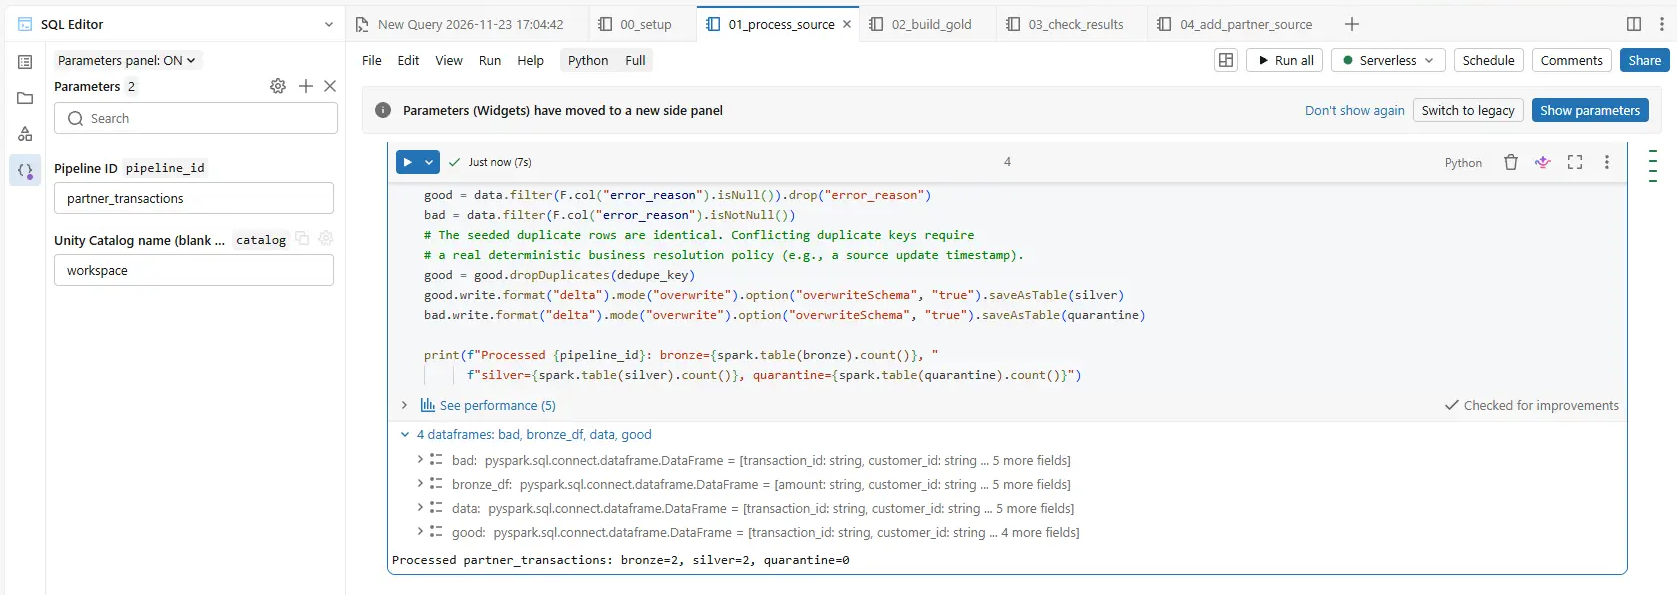 SQL Editor
New Query 2026-11-23 17:04:42
00_setup
01_process_source
02_build_gold
03_check_results
04_add_partner_source
Parameters panel: ON
File Edit View Run Help Python Full
Run all
Serverless
Schedule
Comments
Share
Parameters 2
Search
Pipeline ID pipeline_id
partner_transactions
Unity Catalog name (blank ... catalog
workspace
Parameters (Widgets) have moved to a new side panel
Don't show again
Switch to legacy
Show parameters
Just now (7s)
4
Python
good = data.filter(F.col("error_reason").isNull()).drop("error_reason")
bad = data.filter(F.col("error_reason").isNotNull())
# The seeded duplicate rows are identical. Conflicting duplicate keys require
# a real deterministic business resolution policy (e.g., a source update timestamp).
good = good.dropDuplicates(dedupe_key)
good.write.format("delta").mode("overwrite").option("overwriteSchema", "true").saveAsTable(silver)
bad.write.format("delta").mode("overwrite").option("overwriteSchema", "true").saveAsTable(quarantine)
print(f"Processed {pipeline_id}: bronze={spark.table(bronze).count()}, "
f"silver={spark.table(silver).count()}, quarantine={spark.table(quarantine).count()}")
See performance (5)
Checked for improvements
4 dataframes: bad, bronze_df, data, good
bad: pyspark.sql.connect.dataframe.DataFrame = [transaction_id: string, customer_id: string ... 5 more fields]
bronze_df: pyspark.sql.connect.dataframe.DataFrame = [amount: string, customer_id: string ... 5 more fields]
data: pyspark.sql.connect.dataframe.DataFrame = [transaction_id: string, customer_id: string ... 5 more fields]
good: pyspark.sql.connect.dataframe.DataFrame = [transaction_id: string, customer_id: string ... 4 more fields]
Processed partner_transactions: bronze=2, silver=2, quarantine=0